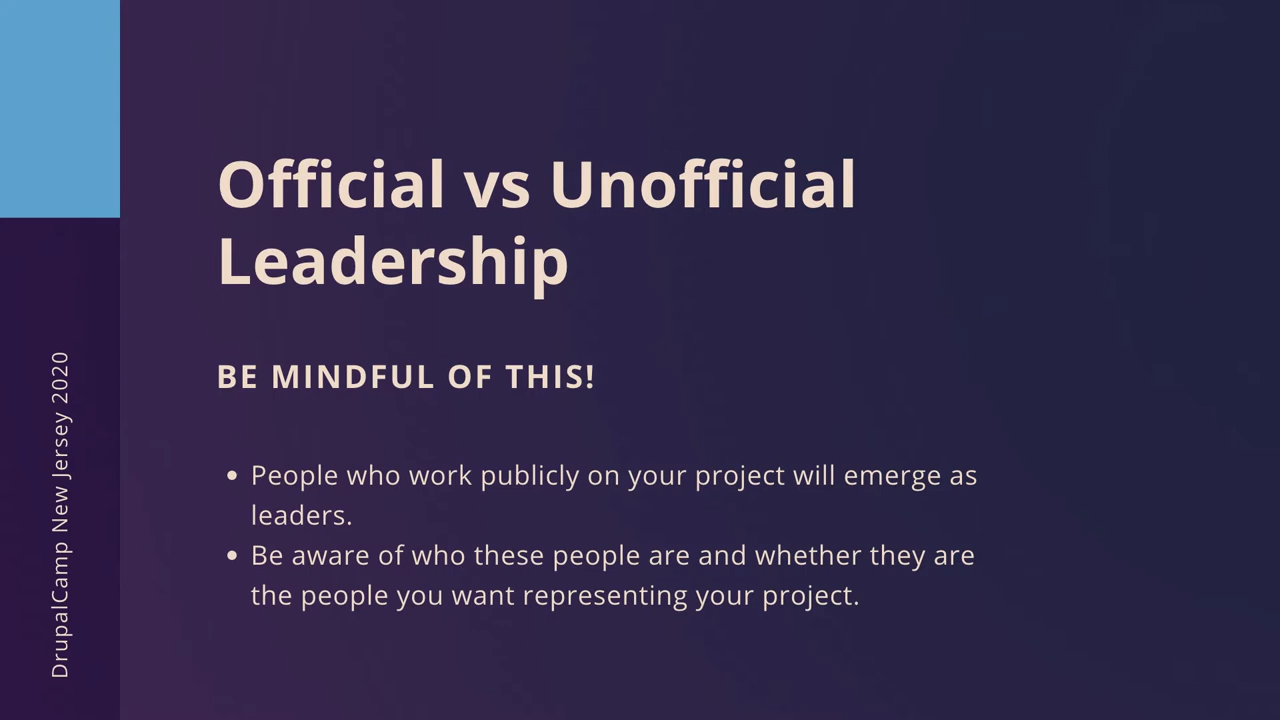 Official vs Unofficial
Leadership
BE MINDFUL OF THIS!
• People who work publicly on your project will emerge as
leaders.
• Be aware of who these people are and whether they are
the people you want representing your project.
DrupalCamp New Jersey 2020